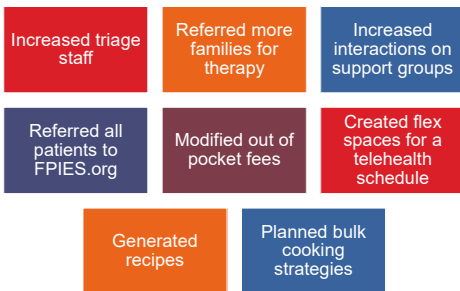 Increased triage
staff
Referred more
families for
therapy
Increased
interactions on
support groups
Referred all
patients to
FPIES.org
Modified out of
pocket fees
Created flex
spaces for a
telehealth
schedule
Generated
recipes
Planned bulk
cooking
strategies